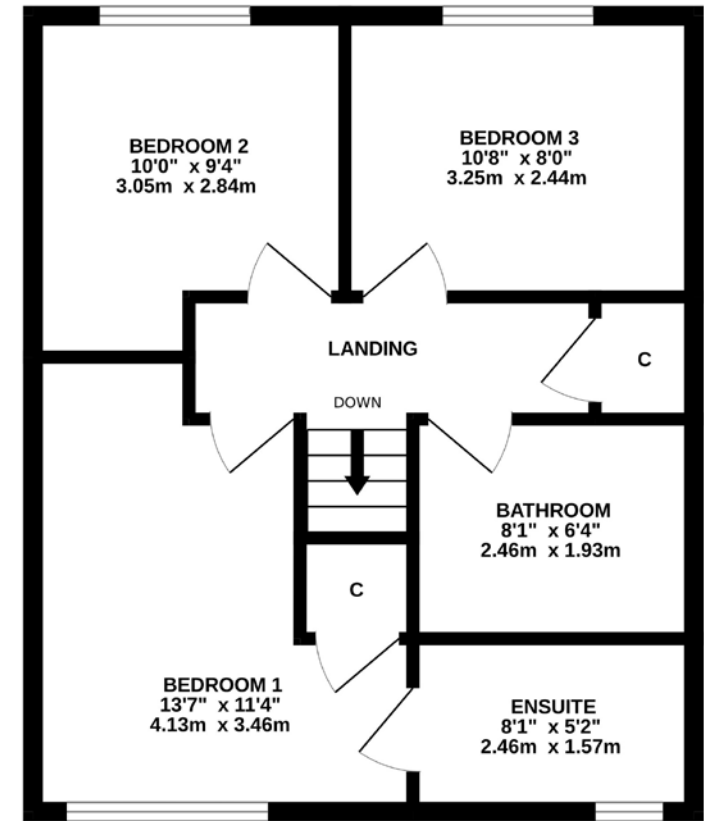 BEDROOM 2
10'0" x 9'4"
3.05m x 2.84m
BEDROOM 3
10'8" x 8'0"
3.25m x 2.44m
LANDING
C
DOWN
BATHROOM
8'1" x 6'4"
2.46m x 1.93m
C
BEDROOM 1
13'7" x 11'4"
4.13m x 3.46m
ENSUITE
8'1" x 5'2"
2.46m x 1.57m